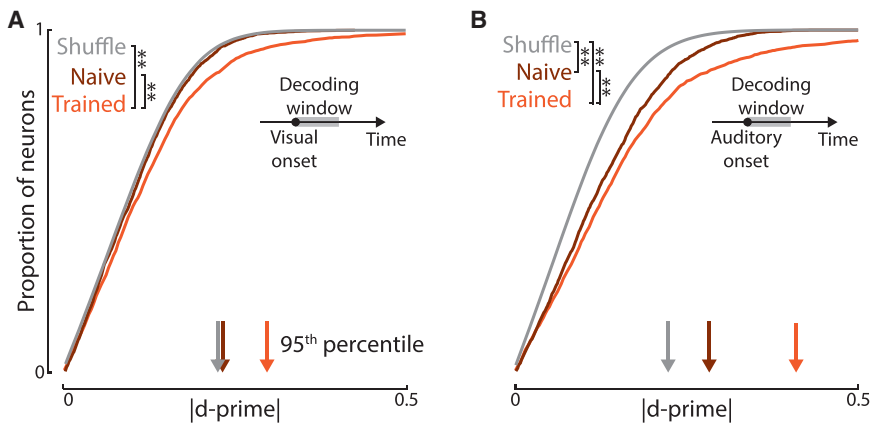 A
1
Proportion of neurons
0
Shuffle
Naive
Trained
**
**
Decoding
window
Visual
onset
Time
95th percentile
0
0.5
|d-prime|
B
Shuffle
Naive
Trained
**
**
**
Decoding
window
Auditory
onset
Time
0
0.5
|d-prime|